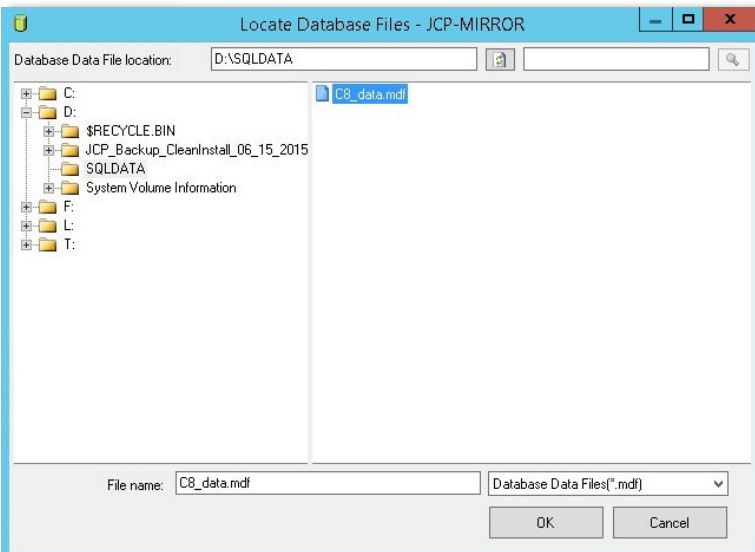 Locate Database Files - JCP-MIRROR
Database Data File location: D:\SQLDATA
C:
D:
$RECYCLE.BIN
JCP_Backup_CleanInstall_06_15_2015
SQLDATA
System Volume Information
F:
L:
T:
C8_data.mdf
File name: C8_data.mdf Database Data Files(*.mdf)
OK Cancel